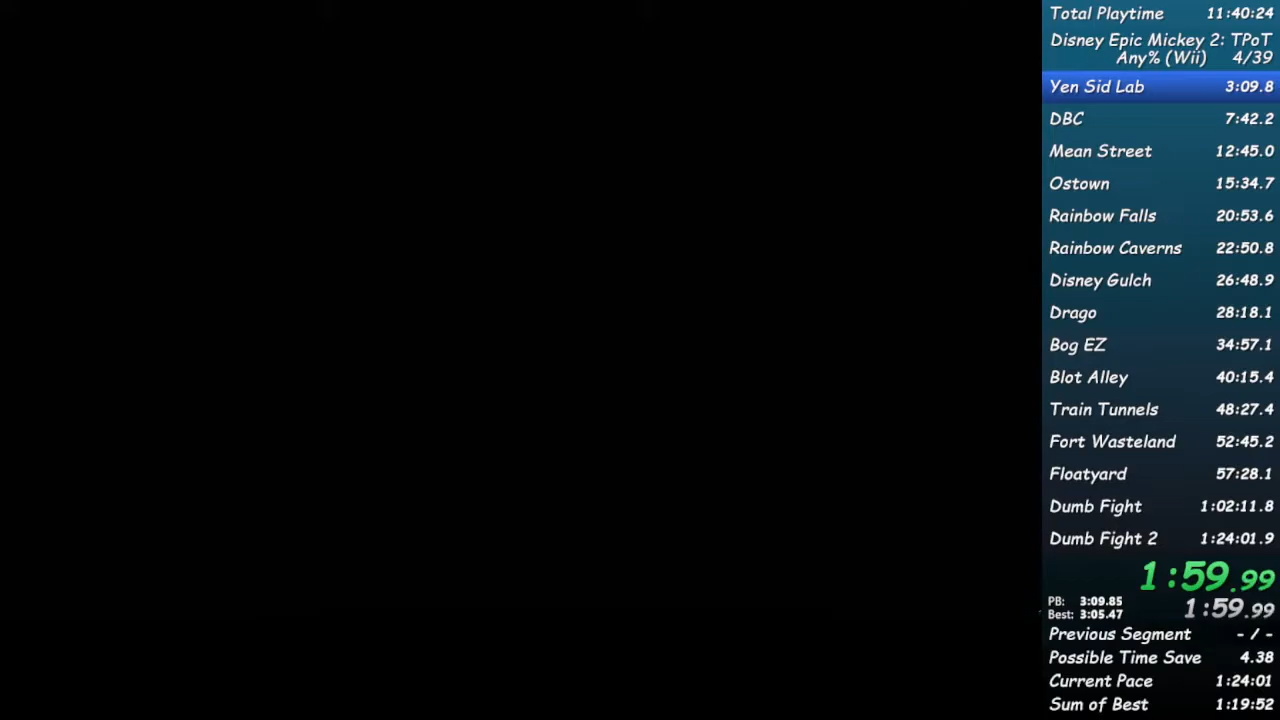 Total Playtime 11:40:24
Disney Epic Mickey 2: TPoT
Any% (Wii) 4/39
Yen Sid Lab 3:09.8
DBC 7:42.2
Mean Street 12:45.0
Ostown 15:34.7
Rainbow Falls 20:53.6
Rainbow Caverns 22:50.8
Disney Gulch 26:48.9
Drago 28:18.1
Bog EZ 34:57.1
Blot Alley 40:15.4
Train Tunnels 48:27.4
Fort Wasteland 52:45.2
Floatyard 57:28.1
Dumb Fight 1:02:11.8
Dumb Fight 2 1:24:01.9
1:59.99
PB: 3:09.85
Best: 3:05.47 1:59.99
Previous Segment - / -
Possible Time Save 4.38
Current Pace 1:24:01
Sum of Best 1:19:52